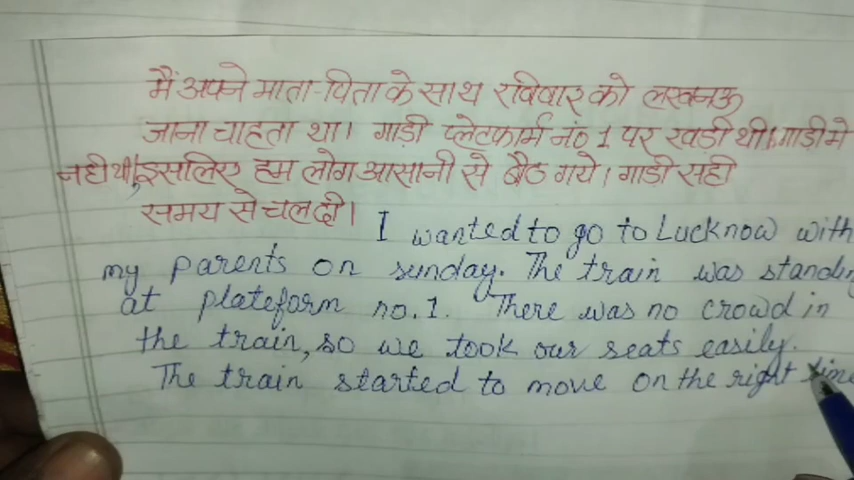 मैं अपने माता-पिता के साथ रविवार को लखनऊ
जाना चाहता था। गाड़ी प्लेटफार्म नं० 1 पर खड़ी थी। गाड़ी मे
नही थी, इसलिए हम लोग आसानी से बैठ गये। गाडी सही
समय से चल दी।
I wanted to go to Lucknow with
my parents on sunday. The train was standin
at plateform no. 1. There was no crowd in
the train, so we took our seats easily.
The train started to move on the right time